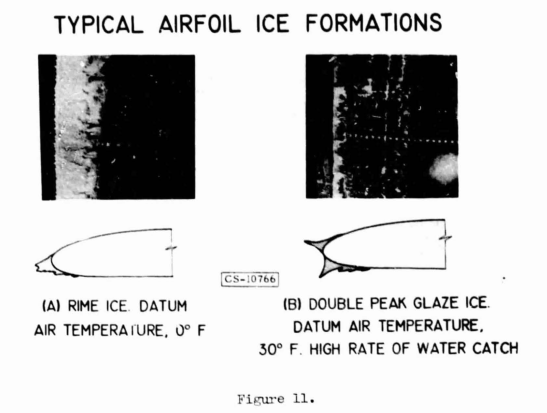 TYPICAL AIRFOIL ICE FORMATIONS
CS-10766
(A) RIME ICE. DATUM
AIR TEMPERATURE, 0° F
(B) DOUBLE PEAK GLAZE ICE.
DATUM AIR TEMPERATURE,
30° F. HIGH RATE OF WATER CATCH
Figure 11.